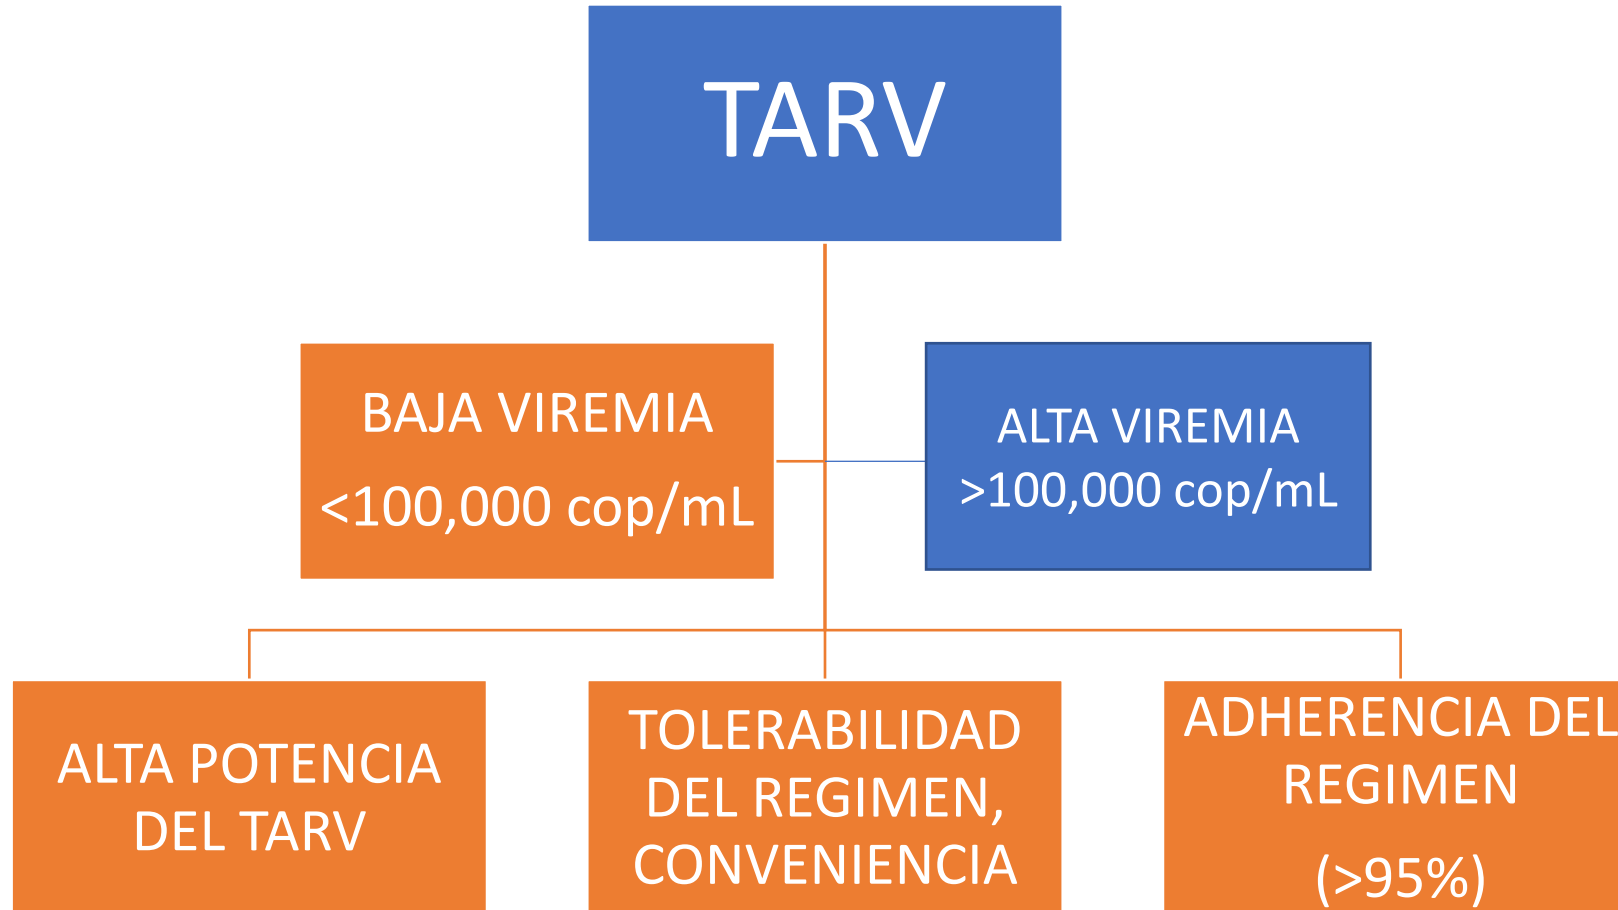 TARV
BAJA VIREMIA
<100,000 cop/mL
ALTA VIREMIA
>100,000 cop/mL
ALTA POTENCIA
DEL TARV
TOLERABILIDAD
DEL REGIMEN,
CONVENIENCIA
ADHERENCIA DEL
REGIMEN
(>95%)